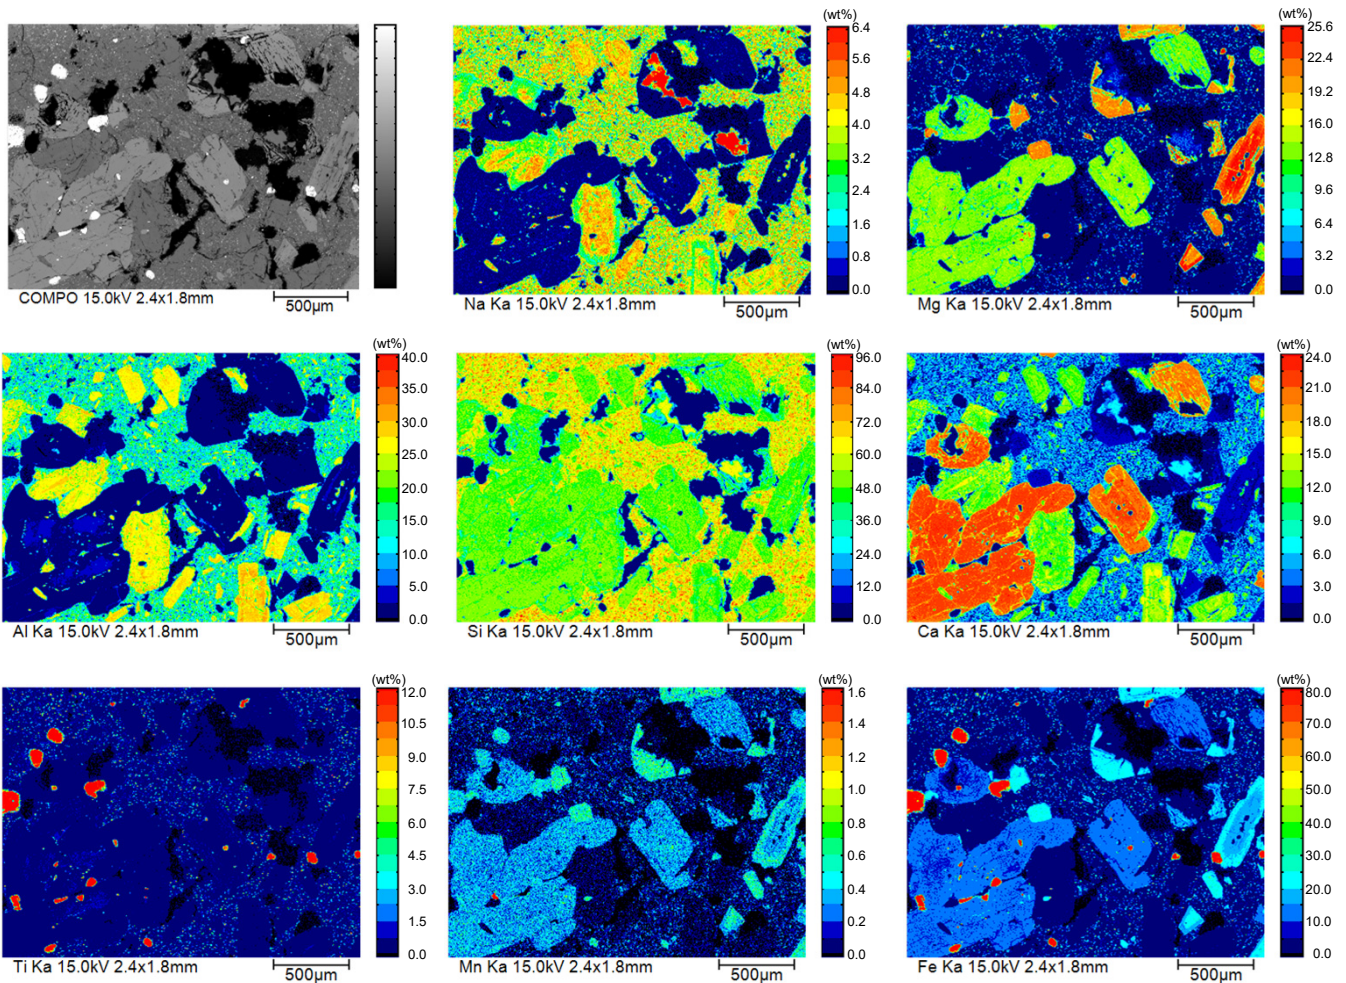 (wt%)
6.4
5.6
4.8
4.0
3.2
2.4
1.6
0.8
0.0
(wt%)
25.6
22.4
19.2
16.0
12.8
9.6
6.4
3.2
0.0
COMPO 15.0kV 2.4x1.8mm
500μm
Na Ka 15.0kV 2.4x1.8mm
500μm
Mg Ka 15.0kV 2.4x1.8mm
500μm
(wt%)
40.0
35.0
30.0
25.0
20.0
15.0
10.0
5.0
0.0
(wt%)
96.0
84.0
72.0
60.0
48.0
36.0
24.0
12.0
0.0
(wt%)
24.0
21.0
18.0
15.0
12.0
9.0
6.0
3.0
0.0
Al Ka 15.0kV 2.4x1.8mm
500μm
Si Ka 15.0kV 2.4x1.8mm
500μm
Ca Ka 15.0kV 2.4x1.8mm
500μm
(wt%)
12.0
10.5
9.0
7.5
6.0
4.5
3.0
1.5
0.0
(wt%)
1.6
1.4
1.2
1.0
0.8
0.6
0.4
0.2
0.0
(wt%)
80.0
70.0
60.0
50.0
40.0
30.0
20.0
10.0
0.0
Ti Ka 15.0kV 2.4x1.8mm
500μm
Mn Ka 15.0kV 2.4x1.8mm
500μm
Fe Ka 15.0kV 2.4x1.8mm
500μm